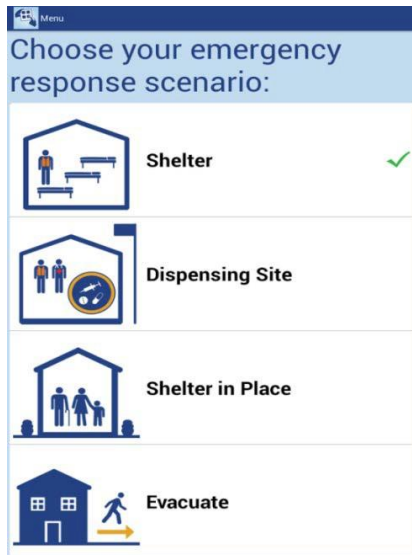 Menu
Choose your emergency
response scenario:
Shelter
Dispensing Site
Shelter in Place
Evacuate